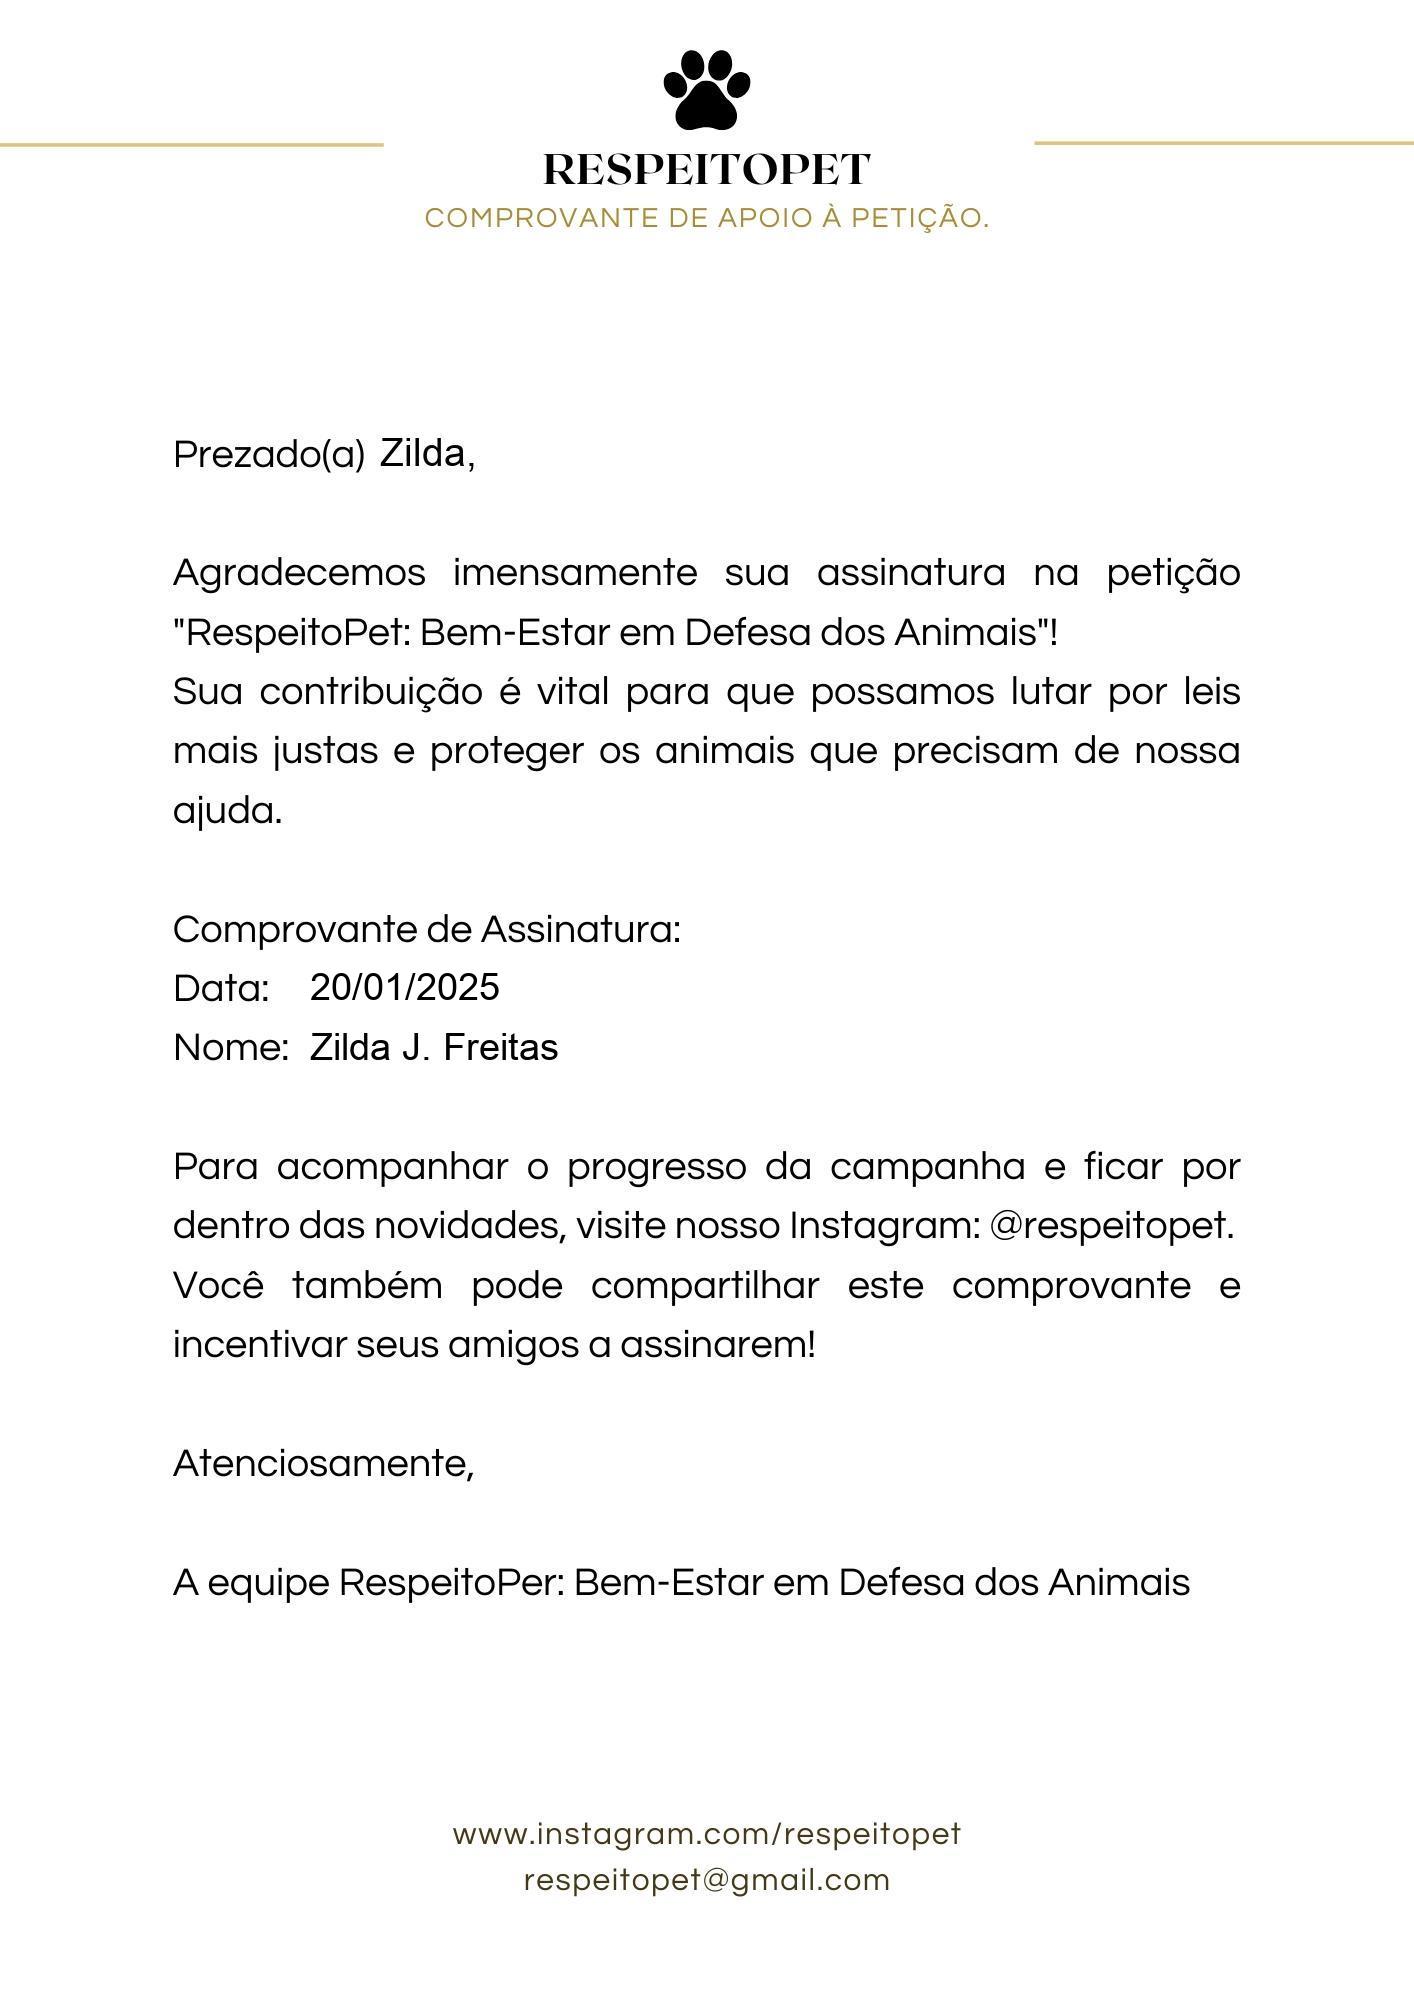 RESPEITOPET
COMPROVANTE DE APOIO À PETIÇÃO.
Prezado(a) Zilda,
Agradecemos imensamente sua assinatura na petição
"RespeitoPet: Bem-Estar em Defesa dos Animais"!
Sua contribuição é vital para que possamos lutar por leis
mais justas e proteger os animais que precisam de nossa
ajuda.
Comprovante de Assinatura:
Data: 20/01/2025
Nome: Zilda J. Freitas
Para acompanhar o progresso da campanha e ficar por
dentro das novidades, visite nosso Instagram: @respeitopet.
Você também pode compartilhar este comprovante e
incentivar seus amigos a assinarem!
Atenciosamente,
A equipe RespeitoPer: Bem-Estar em Defesa dos Animais
www.instagram.com/respeitopet
respeitopet@gmail.com